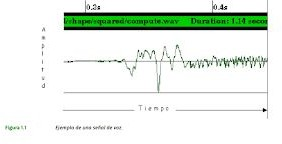 0.3s 0.4s
kshape/squared/compute.wav Duration: 1.14 secon
Amplitud
Tiempo
Figura 1.1 Ejemplo de una señal de voz.